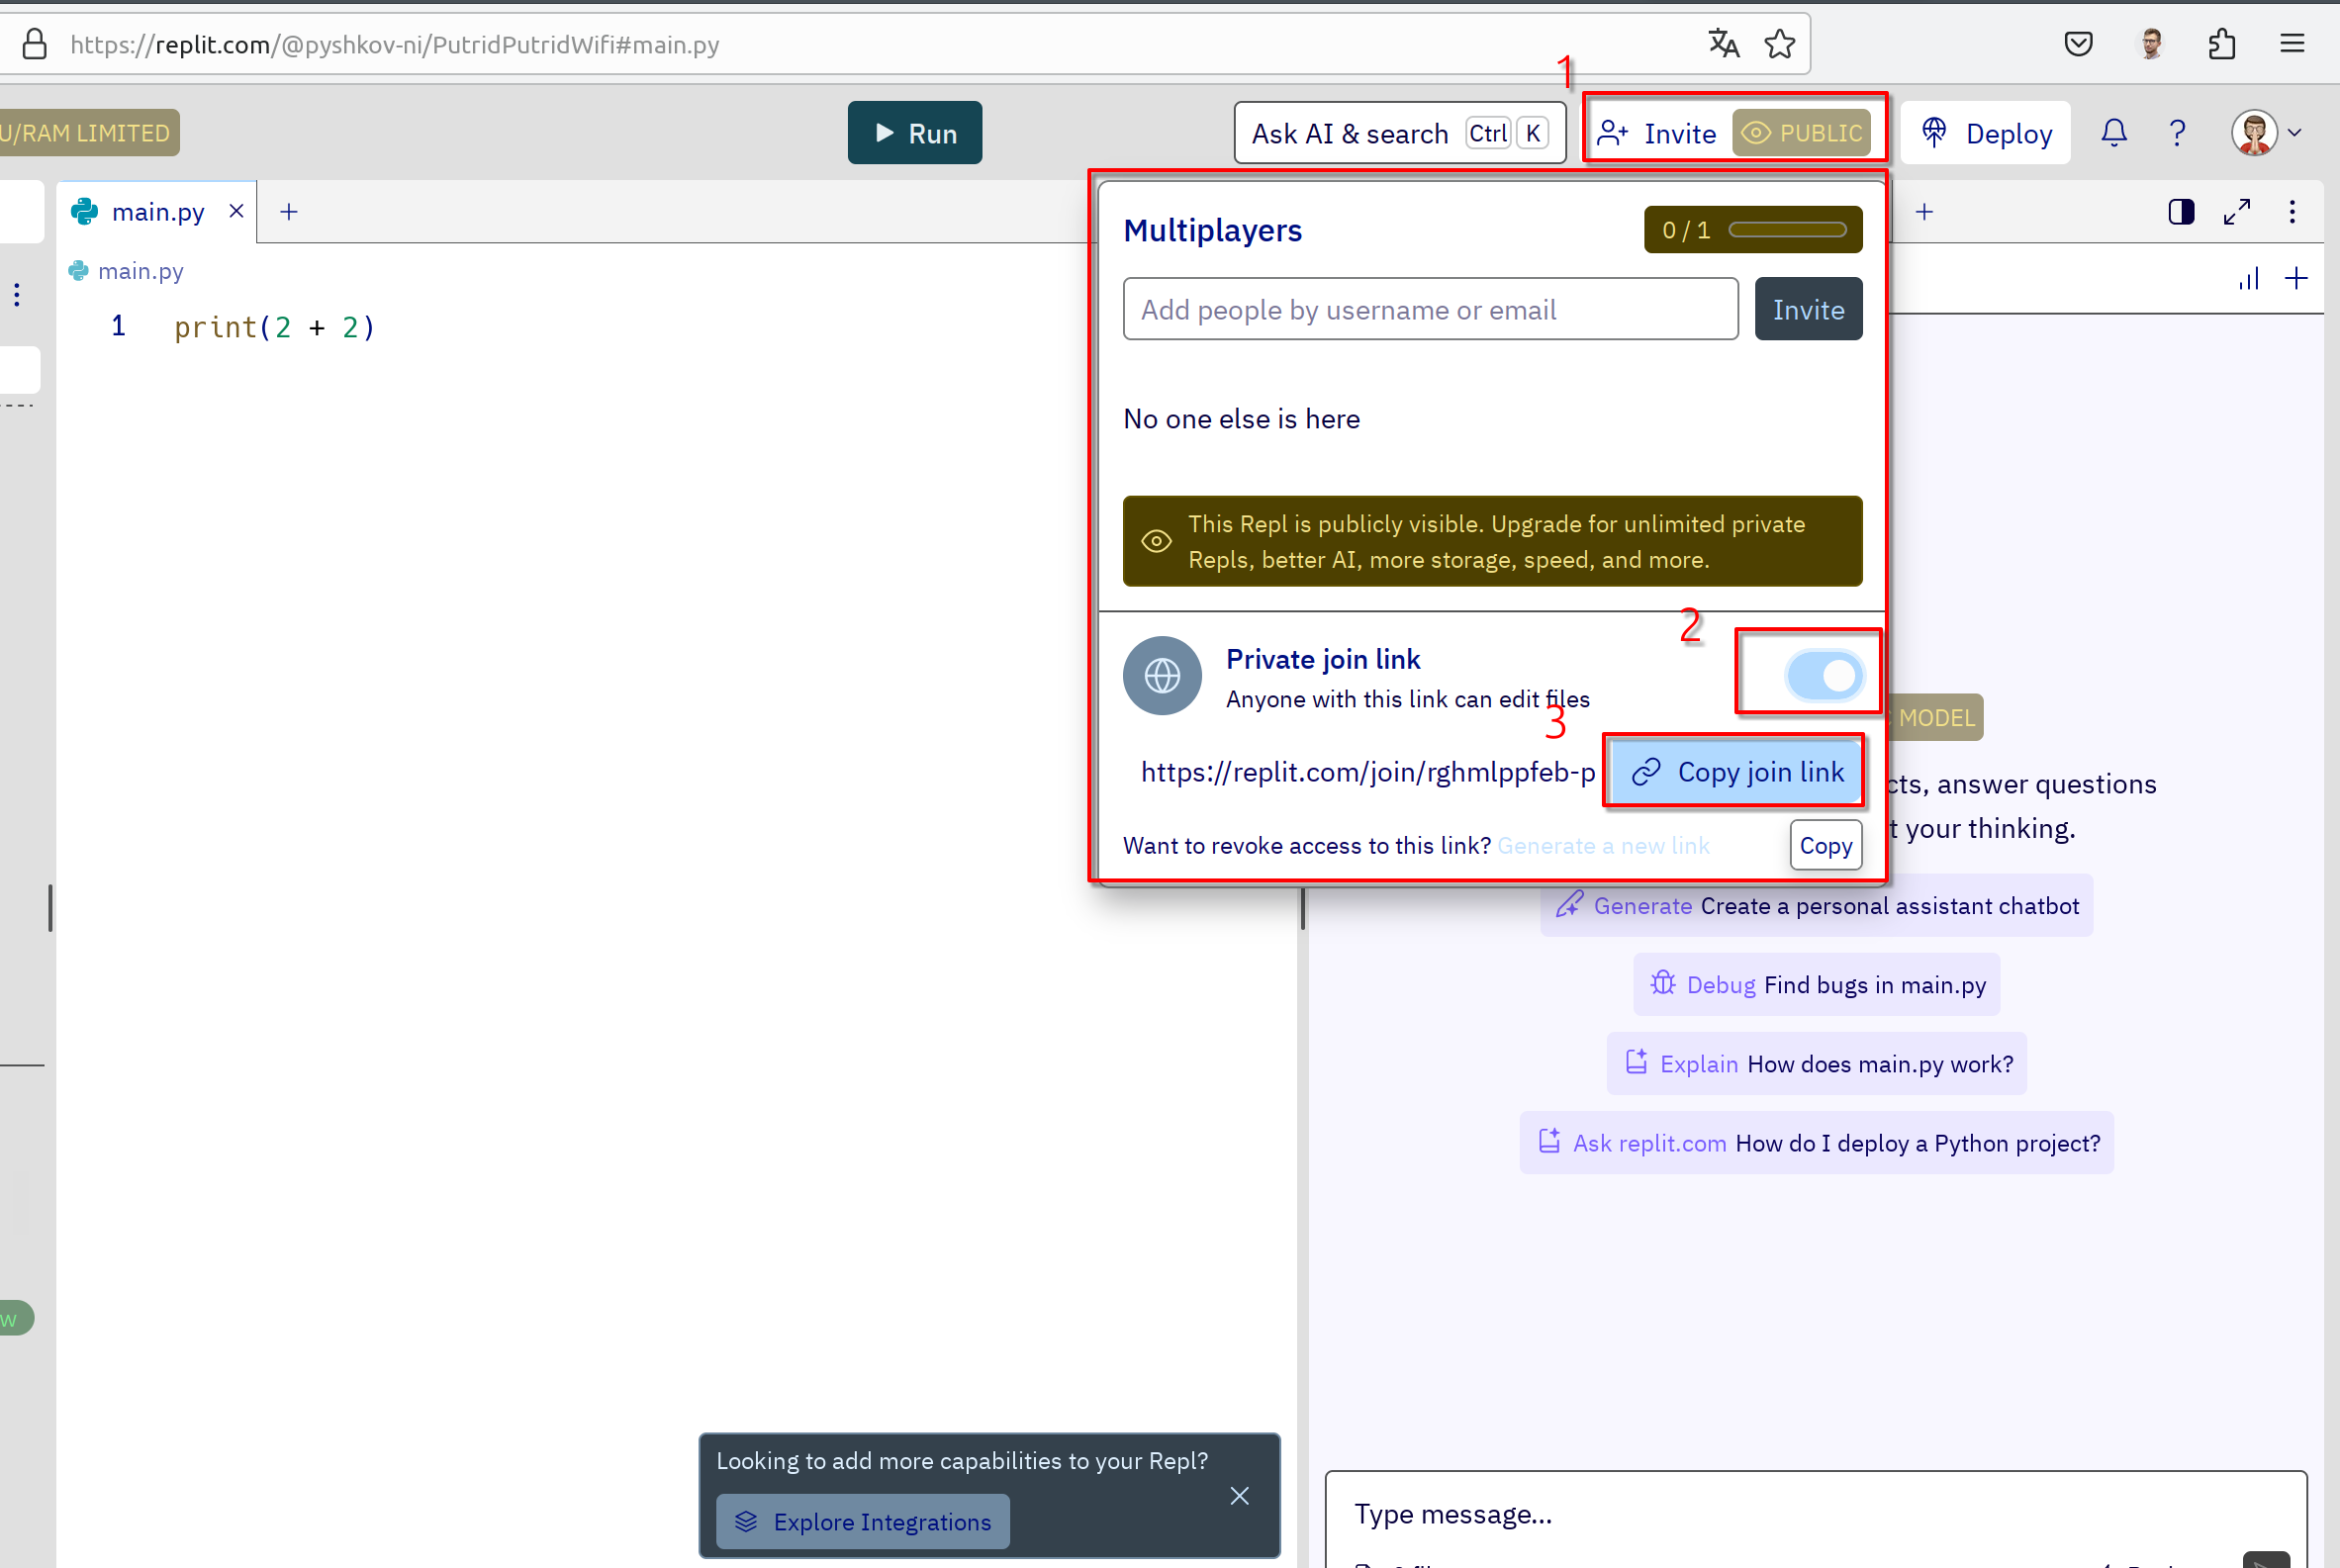 https://replit.com/@pyshkov-ni/PutridPutridWifi#main.py
1
U/RAM LIMITED
Run
Ask AI & search Ctrl K
Invite PUBLIC
Deploy
?
main.py
main.py
1 print(2 + 2)
Multiplayers
0 / 1
Add people by username or email
Invite
No one else is here
This Repl is publicly visible. Upgrade for unlimited private
Repls, better AI, more storage, speed, and more.
2
Private join link
Anyone with this link can edit files
3
https://replit.com/join/rghmlppfeb-p
Copy join link
Want to revoke access to this link? Generate a new link
Copy
MODEL
cts, answer questions
t your thinking.
Generate Create a personal assistant chatbot
Debug Find bugs in main.py
Explain How does main.py work?
Ask replit.com How do I deploy a Python project?
w
Looking to add more capabilities to your Repl?
Explore Integrations
Type message...